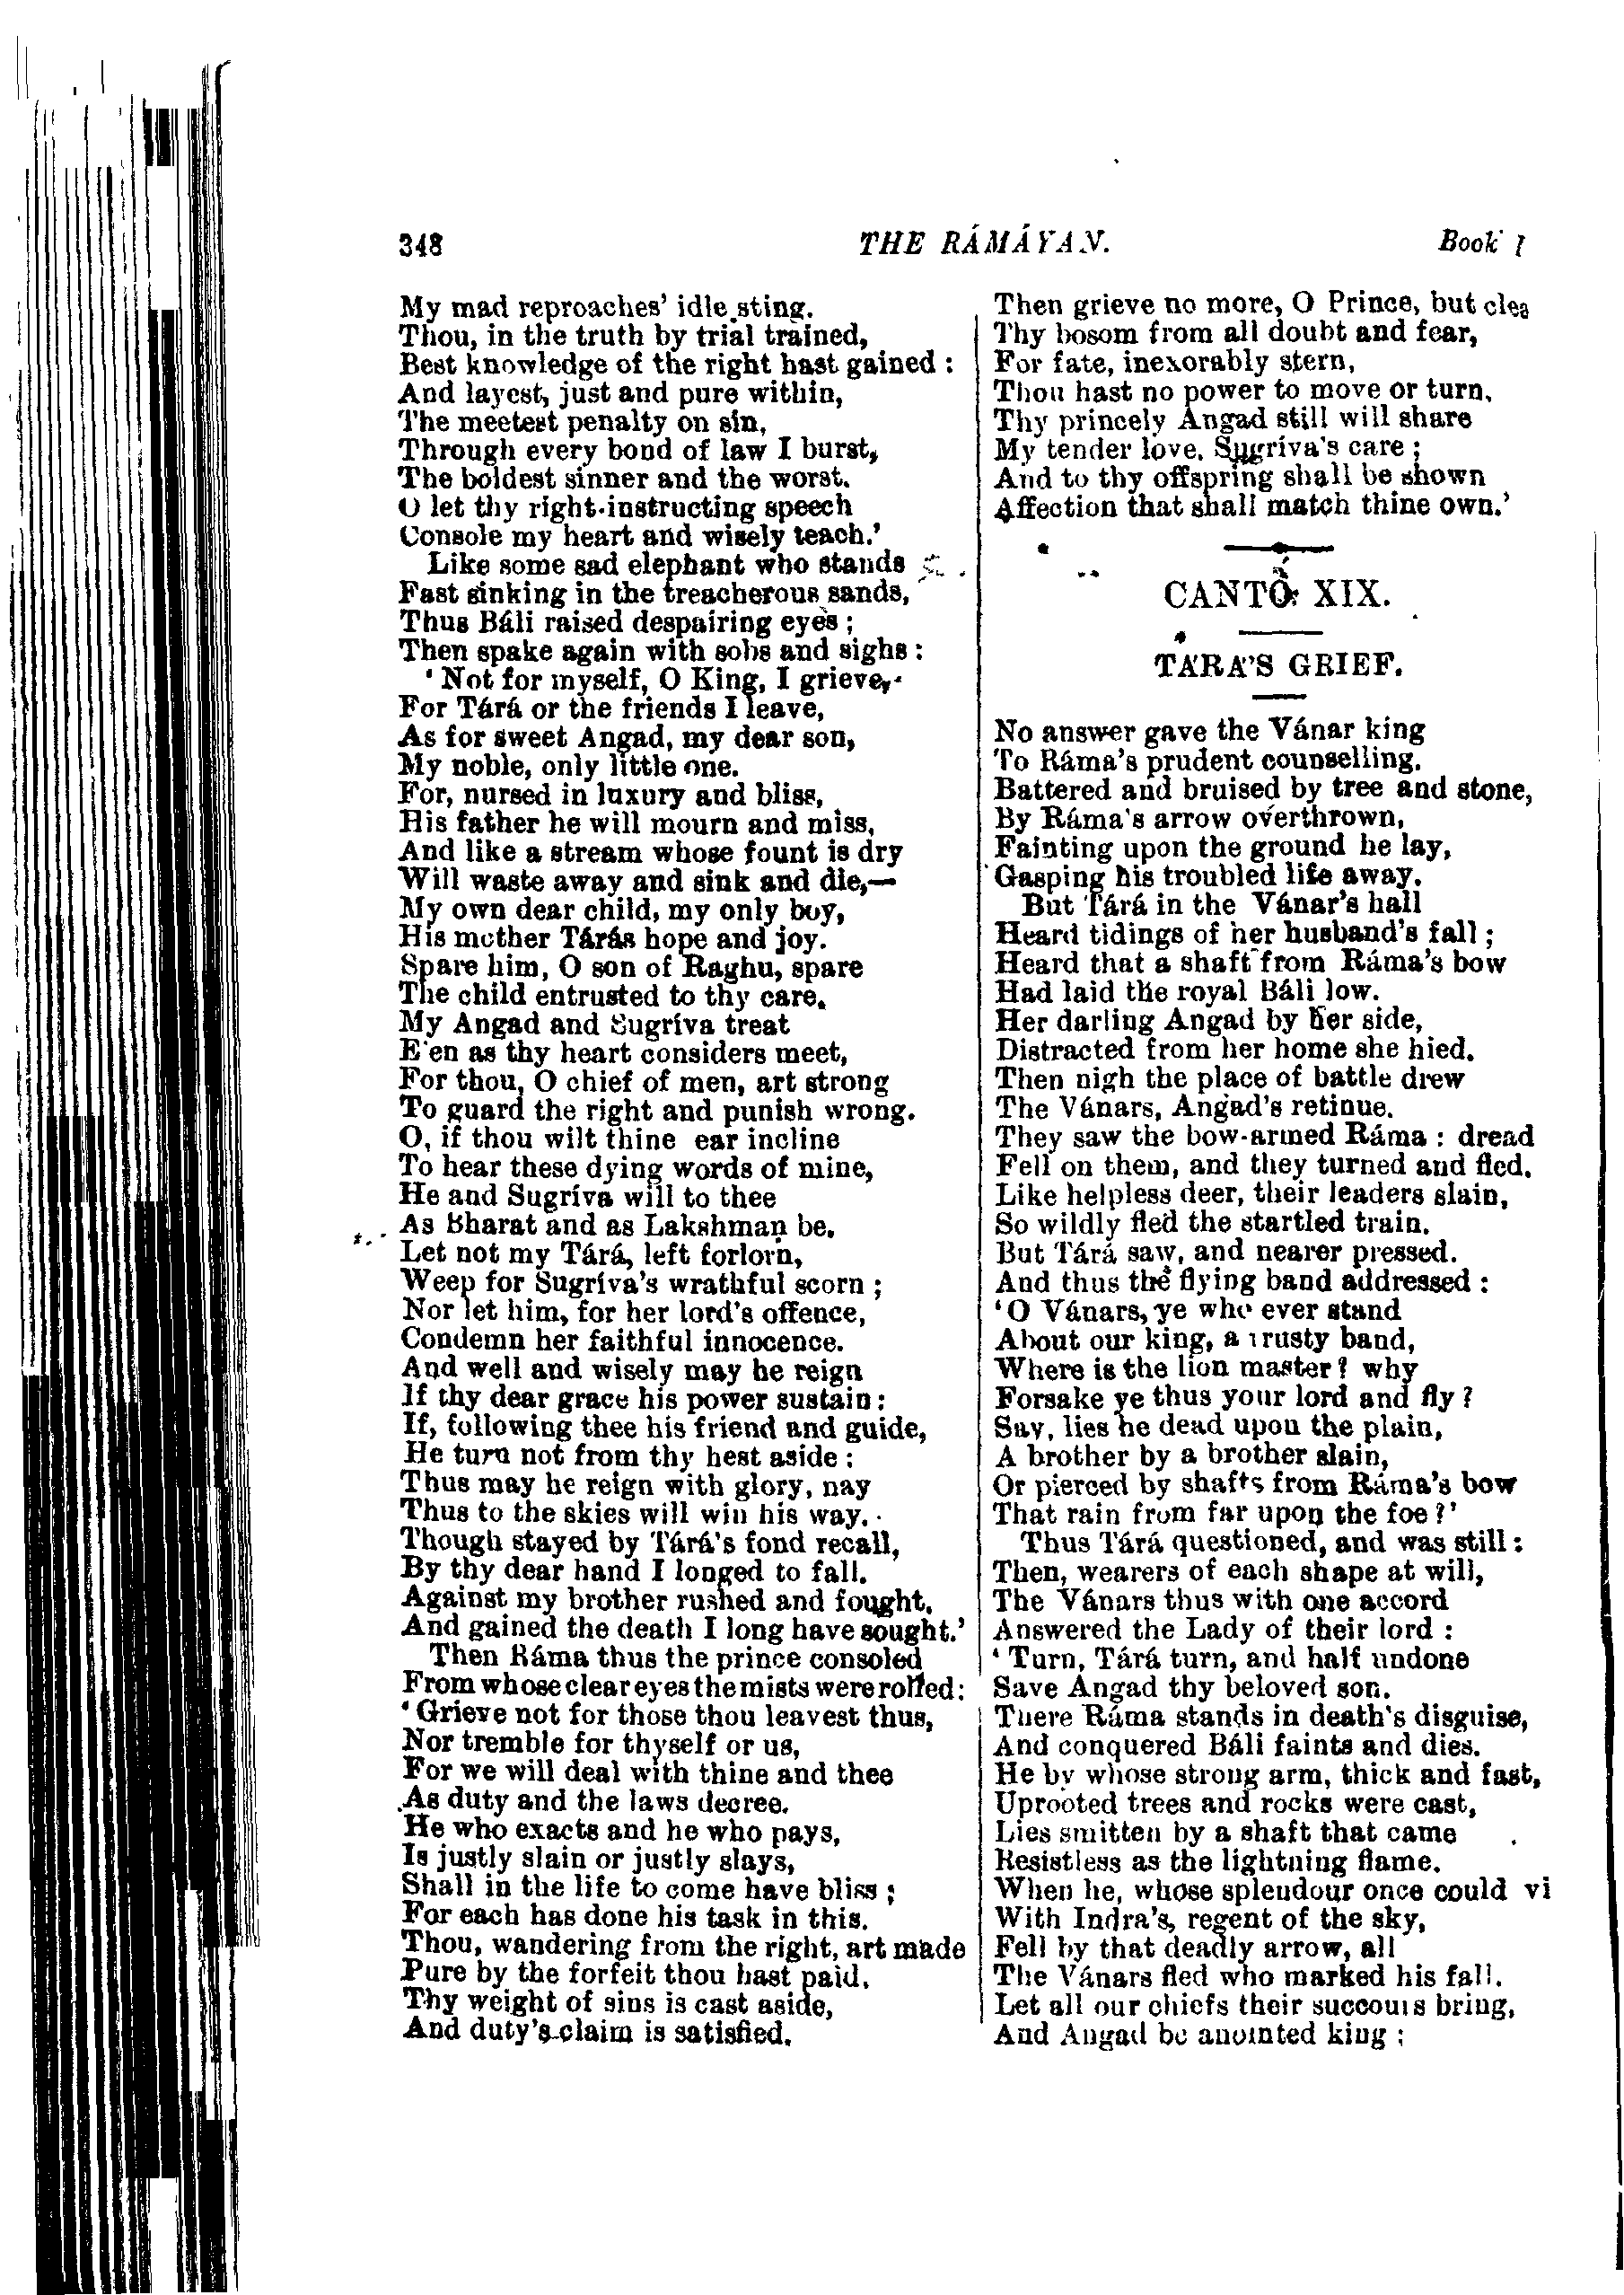 348
THE RÁMÁYAN.
Book
My mad reproaches' idle sting.
Thou, in the truth by trial trained,
Best knowledge of the right hast gained :
And layest, just and pure within,
The meetest penalty on sin,
Through every bond of law I burst,
The boldest sinner and the worst.
O let thy right-instructing speech
Console my heart and wisely teach.'
Like some sad elephant who stands
Fast sinking in the treacherous sands,
Thus Báli raised despairing eyes ;
Then spake again with sobs and sighs :
'Not for myself, O King, I grieve,
For Tárá or the friends I leave,
As for sweet Angad, my dear son,
My noble, only little one.
For, nursed in luxury and bliss,
His father he will mourn and miss,
And like a stream whose fount is dry
Will waste away and sink and die,—
My own dear child, my only boy,
His mother Tárás hope and joy.
Spare him, O son of Raghu, spare
The child entrusted to thy care.
My Angad and Sugríva treat
E'en as thy heart considers meet,
For thou, O chief of men, art strong
To guard the right and punish wrong.
O, if thou wilt thine ear incline
To hear these dying words of mine,
He and Sugríva will to thee
As Bharat and as Lakshmaṇ be.
Let not my Tárá, left forlorn,
Weep for Sugríva's wrathful scorn ;
Nor let him, for her lord's offence,
Condemn her faithful innocence.
And well and wisely may he reign
If thy dear grace his power sustain :
If, following thee his friend and guide,
He turn not from thy hest aside :
Thus may he reign with glory, nay
Thus to the skies will win his way.
Though stayed by Tárá's fond recall,
By thy dear hand I longed to fall.
Against my brother rushed and fought,
And gained the death I long have sought.'
Then Ráma thus the prince consoled
From whose clear eyes the mists were rolled:
'Grieve not for those thou leavest thus,
Nor tremble for thyself or us,
For we will deal with thine and thee
As duty and the laws decree.
He who exacts and he who pays,
Is justly slain or justly slays,
Shall in the life to come have bliss ;
For each has done his task in this.
Thou, wandering from the right, art made
Pure by the forfeit thou hast paid.
Thy weight of sins is cast aside,
And duty's claim is satisfied.
Then grieve no more, O Prince, but clea
Thy bosom from all doubt and fear,
For fate, inexorably stern,
Thou hast no power to move or turn.
Thy princely Angad still will share
My tender love, Sugríva's care ;
And to thy offspring shall be shown
Affection that shall match thine own.'
CANTO XIX.
TÁRÁ'S GRIEF.
No answer gave the Vánar king
To Ráma's prudent counselling.
Battered and bruised by tree and stone,
By Ráma's arrow overthrown,
Fainting upon the ground he lay,
Gasping his troubled life away.
But Tárá in the Vánar's hall
Heard tidings of her husband's fall ;
Heard that a shaft from Ráma's bow
Had laid the royal Báli low.
Her darling Angad by her side,
Distracted from her home she hied.
Then nigh the place of battle drew
The Vánars, Angad's retinue.
They saw the bow-armed Ráma : dread
Fell on them, and they turned and fled.
Like helpless deer, their leaders slain,
So wildly fled the startled train.
But Tárá saw, and nearer pressed.
And thus the flying band addressed :
'O Vánars, ye who ever stand
About our king, a trusty band,
Where is the lion master? why
Forsake ye thus your lord and fly ?
Say, lies he dead upon the plain,
A brother by a brother slain,
Or pierced by shafts from Ráma's bow
That rain from far upon the foe ?'
Thus Tárá questioned, and was still :
Then, wearers of each shape at will,
The Vánars thus with one accord
Answered the Lady of their lord :
'Turn, Tárá turn, and half undone
Save Angad thy beloved son.
There Ráma stands in death's disguise,
And conquered Báli faints and dies.
He by whose strong arm, thick and fast,
Uprooted trees and rocks were cast,
Lies smitten by a shaft that came
Resistless as the lightning flame.
When he, whose splendour once could vi
With Indra's, regent of the sky,
Fell by that deadly arrow, all
The Vánars fled who marked his fall.
Let all our chiefs their succours bring,
And Angad be anointed king ;